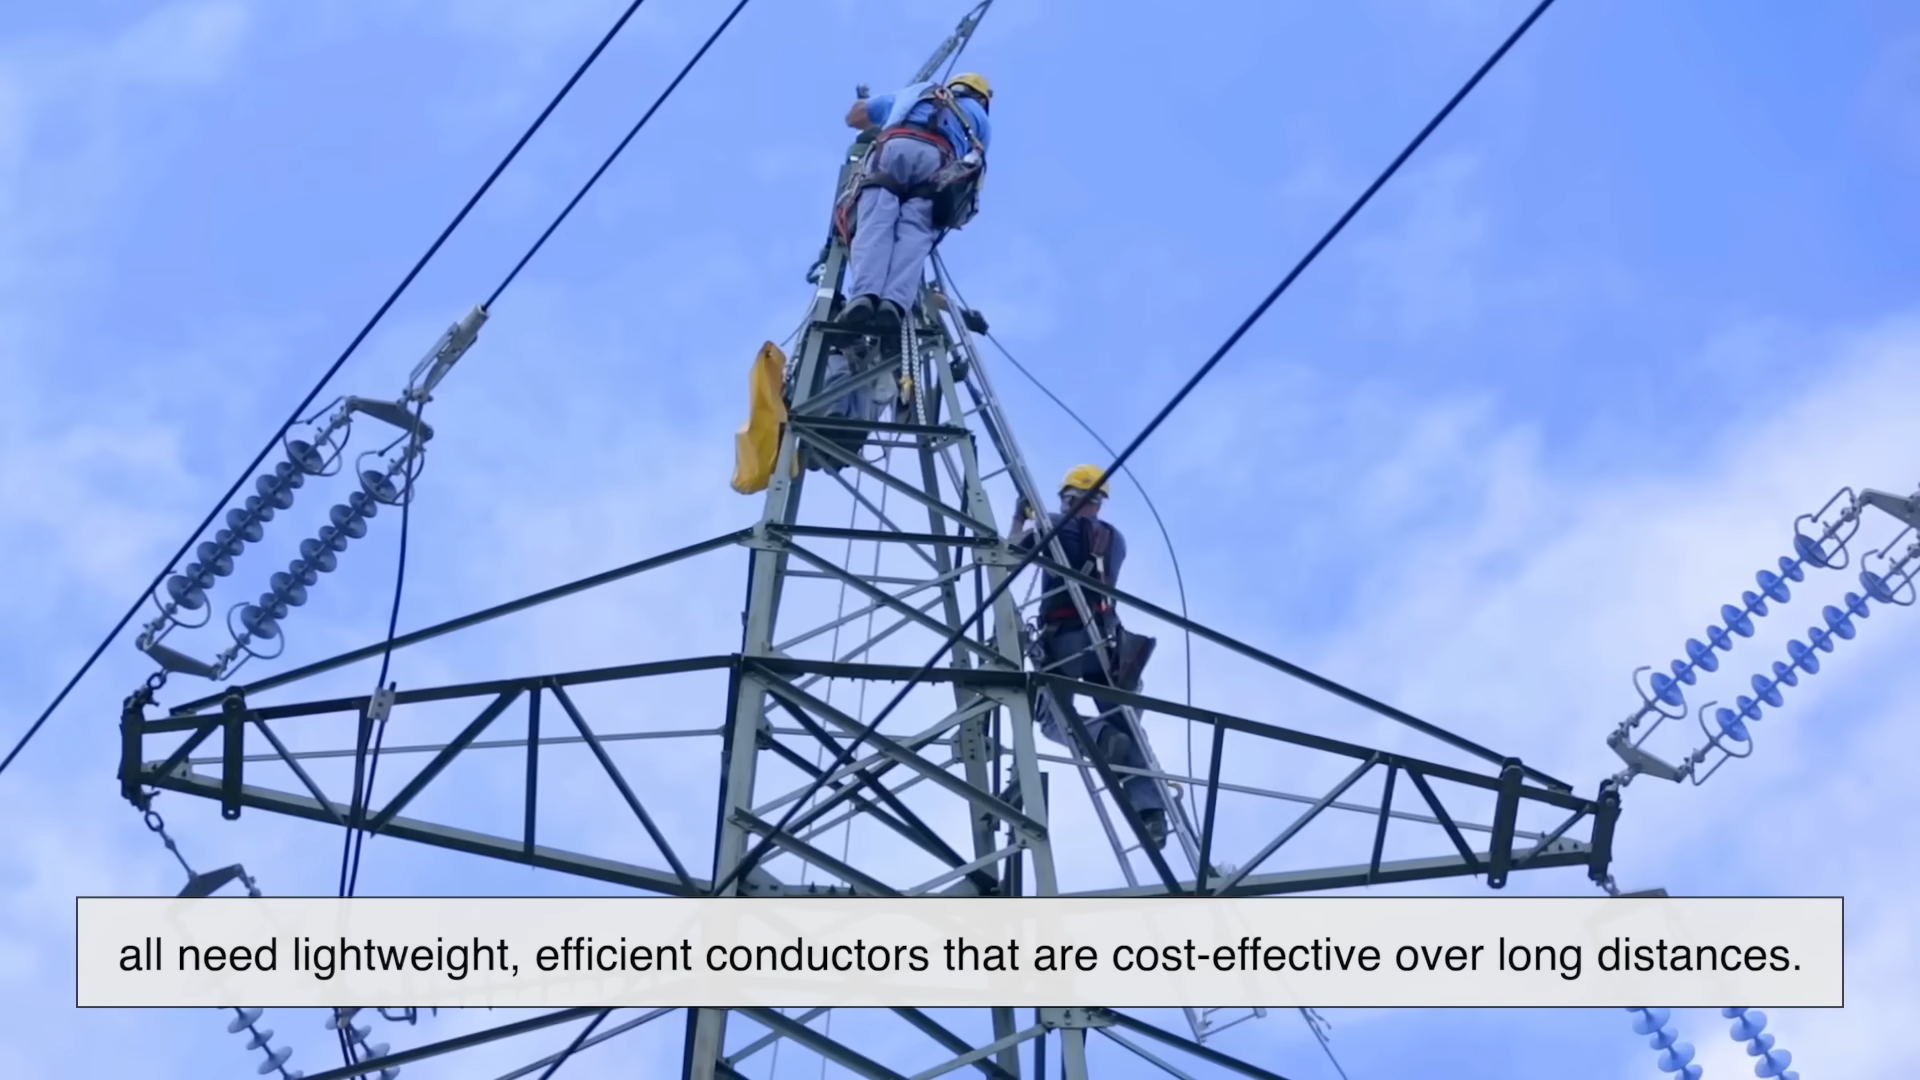 all need lightweight, efficient conductors that are cost-effective over long distances.